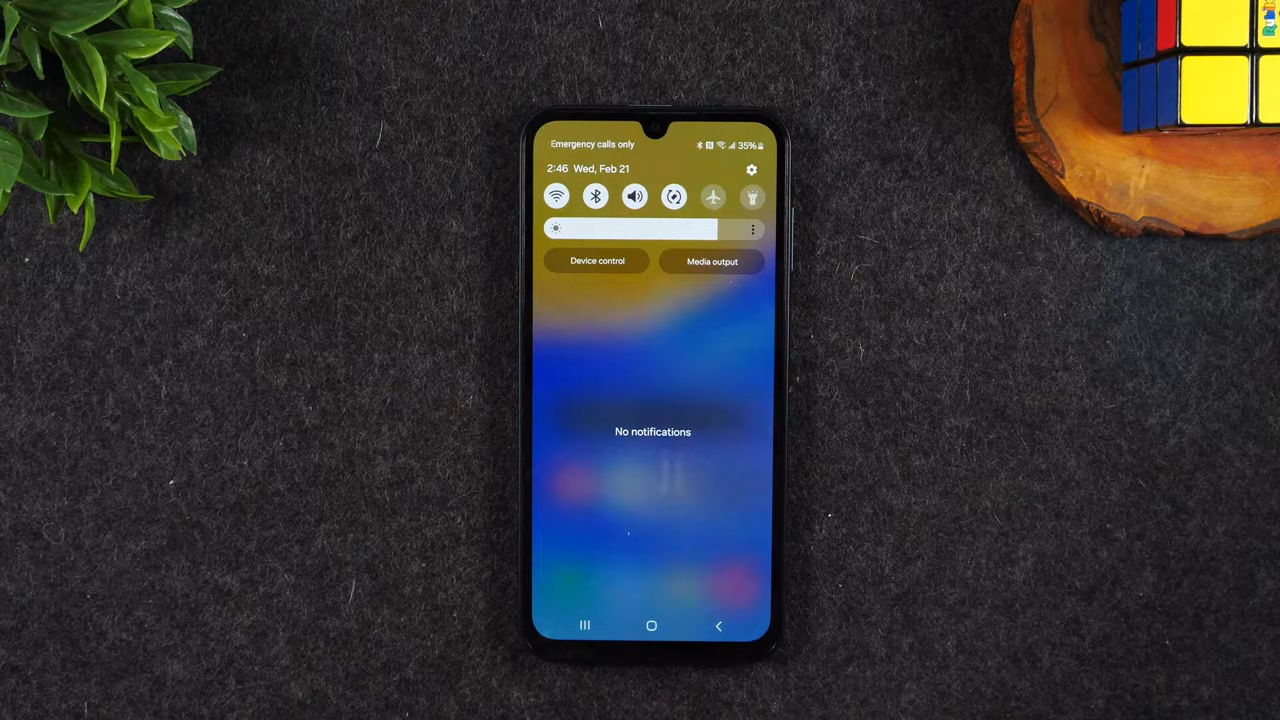 Emergency calls only 35%
2:46 Wed, Feb 21
Device control Media output
No notifications